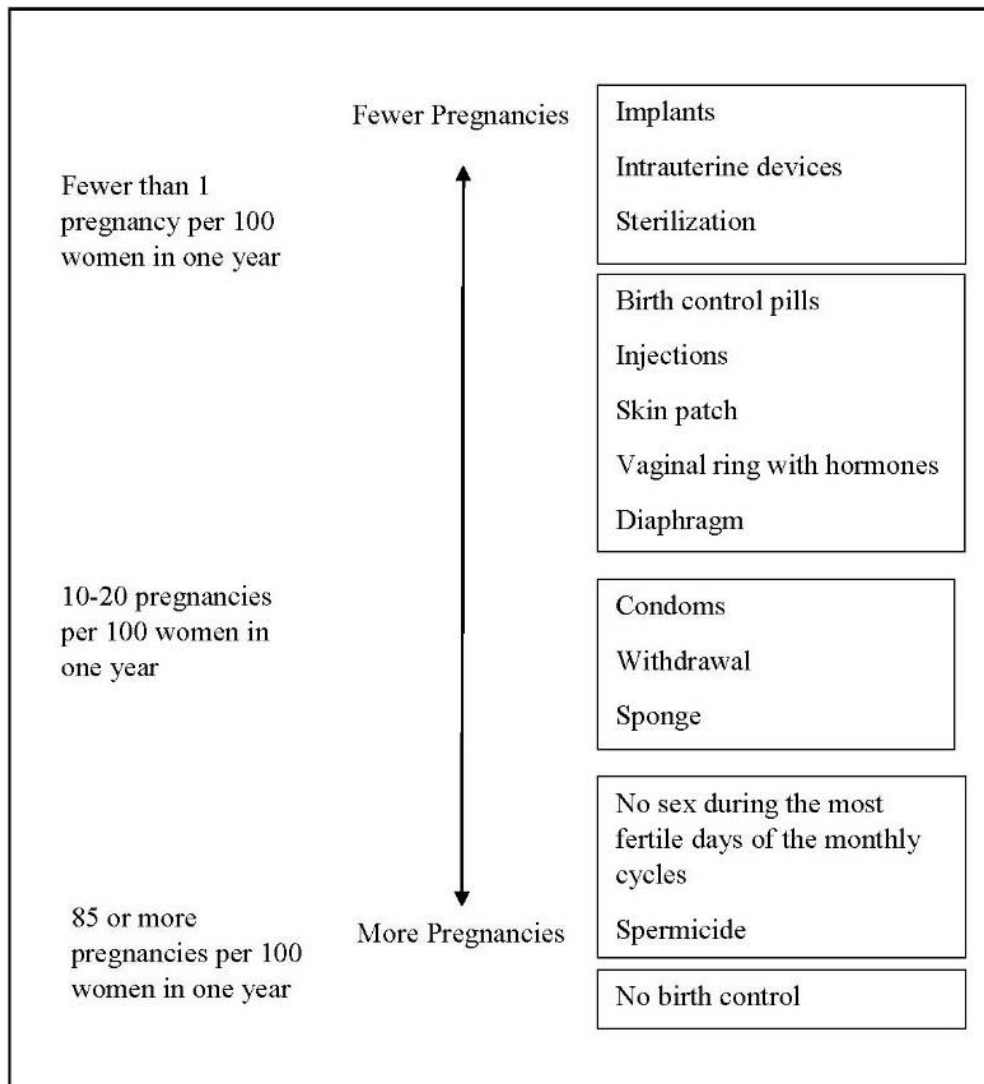 Fewer Pregnancies
Fewer than 1
pregnancy per 100
women in one year
Implants
Intrauterine devices
Sterilization
Birth control pills
Injections
Skin patch
Vaginal ring with hormones
Diaphragm
10-20 pregnancies
per 100 women in
one year
Condoms
Withdrawal
Sponge
No sex during the most
fertile days of the monthly
cycles
Spermicide
85 or more
pregnancies per 100
women in one year
More Pregnancies
No birth control